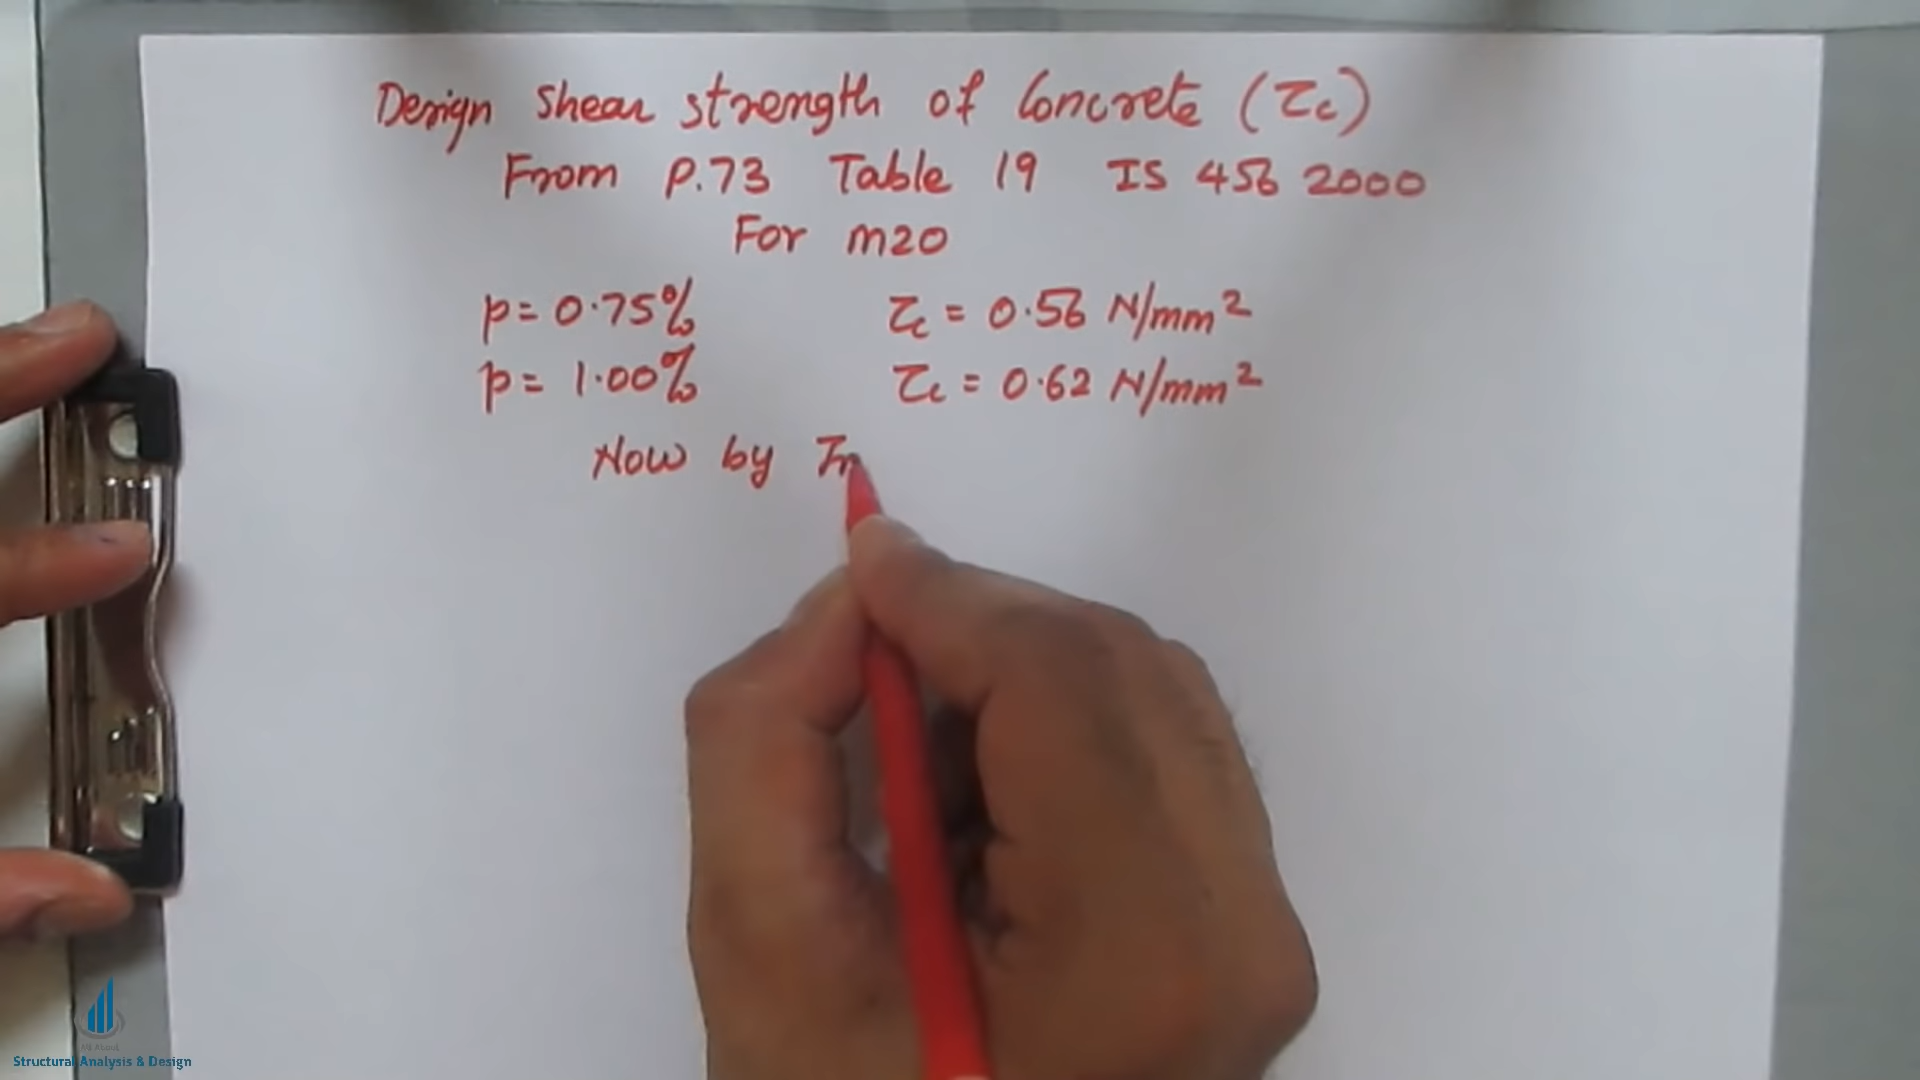 Design shear strength of Concrete (τc)
From P.73 Table 19 IS 456 2000
For m20
p = 0.75% τc = 0.56 N/mm²
p = 1.00% τc = 0.62 N/mm²
Now by In
Structural Analysis & Design